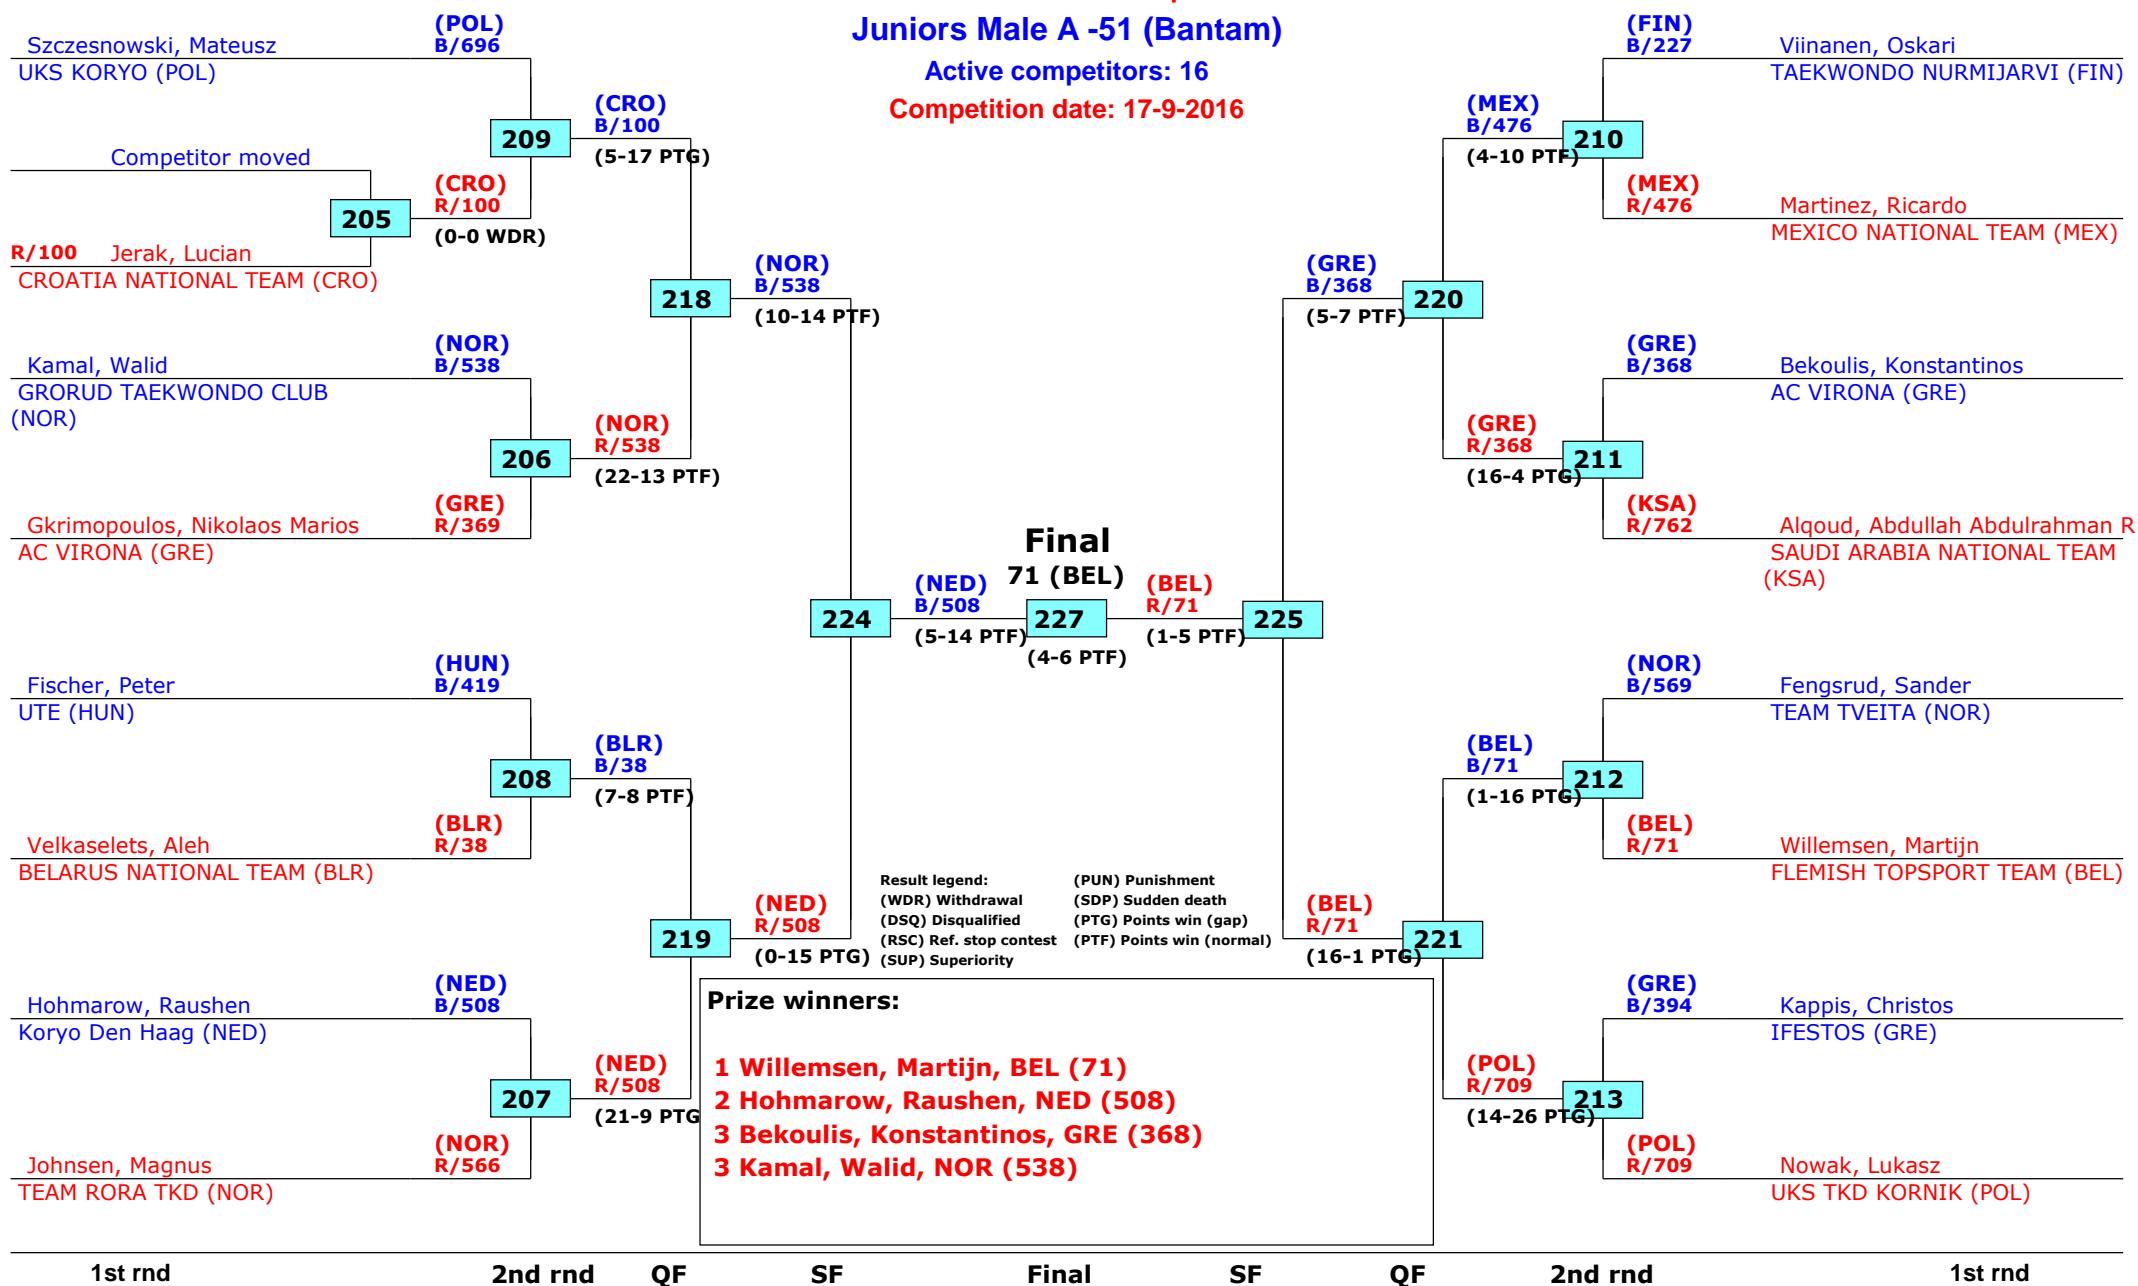 Juniors Male A -51 (Bantam)
Active competitors: 16
Competition date: 17-9-2016
Szczesnowski, Mateusz
UKS KORYO (POL)
(POL)
B/696
Competitor moved
R/100 Jerak, Lucian
CROATIA NATIONAL TEAM (CRO)
205
(CRO)
R/100
(0-0 WDR)
209
(CRO)
B/100
(5-17 PTG)
Kamal, Walid
GRORUD TAEKWONDO CLUB
(NOR)
(NOR)
B/538
Gkrimopoulos, Nikolaos Marios
AC VIRONA (GRE)
(GRE)
R/369
206
(NOR)
R/538
(22-13 PTF)
218
(NOR)
B/538
(10-14 PTF)
Fischer, Peter
UTE (HUN)
(HUN)
B/419
Velkaselets, Aleh
BELARUS NATIONAL TEAM (BLR)
(BLR)
R/38
208
(BLR)
B/38
(7-8 PTF)
Hohmarow, Raushen
Koryo Den Haag (NED)
(NED)
B/508
Johnsen, Magnus
TEAM RORA TKD (NOR)
(NOR)
R/566
207
(NED)
R/508
(21-9 PTG
219
(NED)
R/508
(0-15 PTG)
224
(NED)
B/508
(5-14 PTF)
Final
71 (BEL)
227
(4-6 PTF)
(BEL)
R/71
(1-5 PTF)
225
(GRE)
B/368
(5-7 PTF)
220
(MEX)
B/476
(4-10 PTF)
210
(FIN)
B/227
Viinanen, Oskari
TAEKWONDO NURMIJARVI (FIN)
(MEX)
R/476
Martinez, Ricardo
MEXICO NATIONAL TEAM (MEX)
(GRE)
R/368
(16-4 PTG)
211
(GRE)
B/368
Bekoulis, Konstantinos
AC VIRONA (GRE)
(KSA)
R/762
Alqoud, Abdullah Abdulrahman R
SAUDI ARABIA NATIONAL TEAM
(KSA)
(BEL)
R/71
(16-1 PTG)
221
(BEL)
B/71
(1-16 PTG)
212
(NOR)
B/569
Fengsrud, Sander
TEAM TVEITA (NOR)
(BEL)
R/71
Willemsen, Martijn
FLEMISH TOPSPORT TEAM (BEL)
(POL)
R/709
(14-26 PTG)
213
(GRE)
B/394
Kappis, Christos
IFESTOS (GRE)
(POL)
R/709
Nowak, Lukasz
UKS TKD KORNIK (POL)
Result legend:
(WDR) Withdrawal
(DSQ) Disqualified
(RSC) Ref. stop contest
(SUP) Superiority
(PUN) Punishment
(SDP) Sudden death
(PTG) Points win (gap)
(PTF) Points win (normal)
Prize winners:
1 Willemsen, Martijn, BEL (71)
2 Hohmarow, Raushen, NED (508)
3 Bekoulis, Konstantinos, GRE (368)
3 Kamal, Walid, NOR (538)
1st rnd 2nd rnd QF SF Final SF QF 2nd rnd 1st rnd